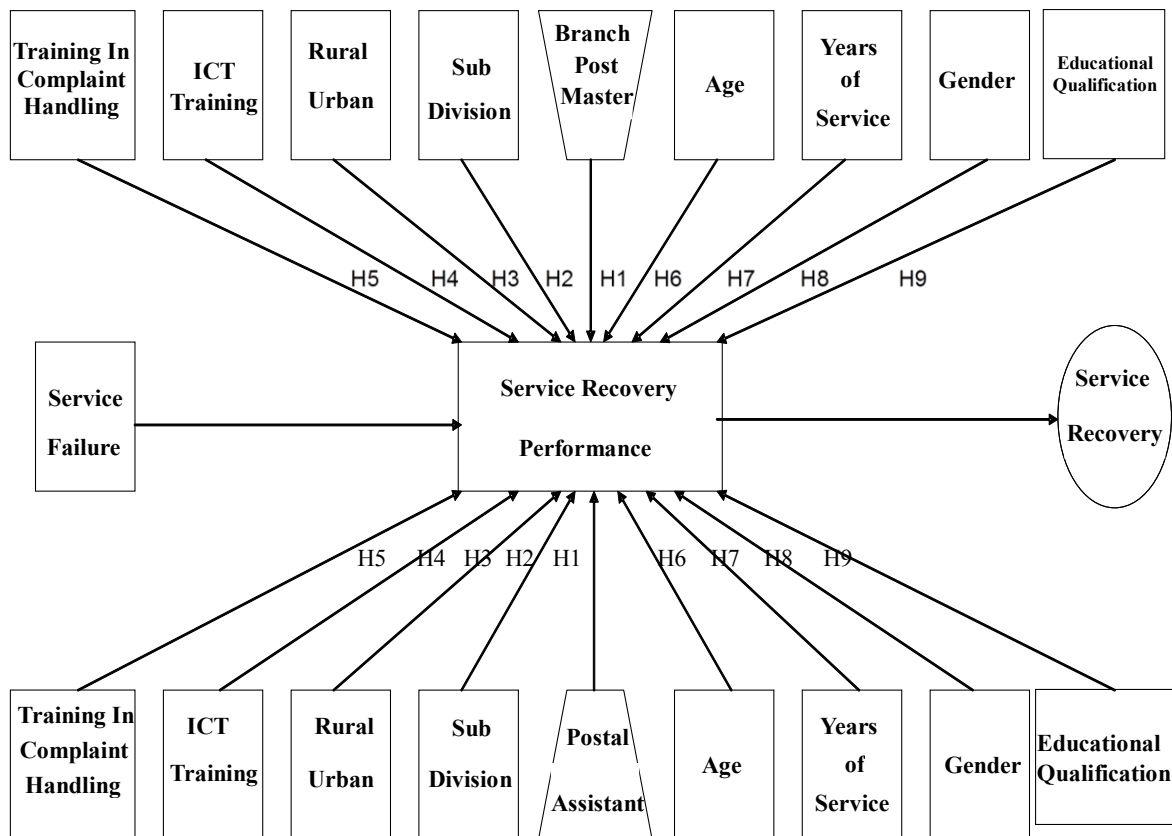 Training In
Complaint
Handling
ICT
Training
Rural
Urban
Sub
Division
Branch
Post
Master
Age
Years
of
Service
Gender
Educational
Qualification
H5
H4
H3
H2
H1
H6
H7
H8
H9
Service
Failure
Service Recovery
Performance
Service
Recovery
H5
H4
H3
H2
H1
H6
H7
H8
H9
Training In
Complaint
Handling
ICT
Training
Rural
Urban
Sub
Division
Postal
Assistant
Age
Years
of
Service
Gender
Educational
Qualification